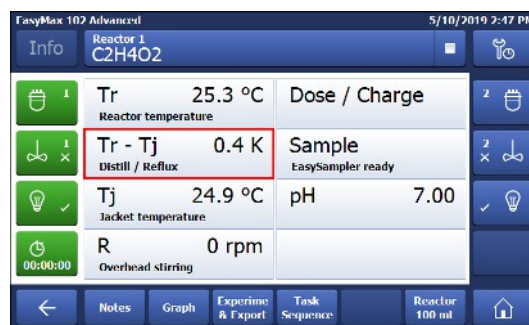 EasyMax 102 Advanced 5/10/2019 2:47 PM
Info
Reactor 1
C2H4O2
1
Tr 25.3 °C
Reactor temperature
Dose / Charge
2
1
Tr - Tj 0.4 K
Distill / Reflux
Sample
EasySampler ready
2
Tj 24.9 °C
Jacket temperature
pH 7.00
00:00:00
R 0 rpm
Overhead stirring
Notes
Graph
Experime
& Export
Task
Sequence
Reactor
100 ml